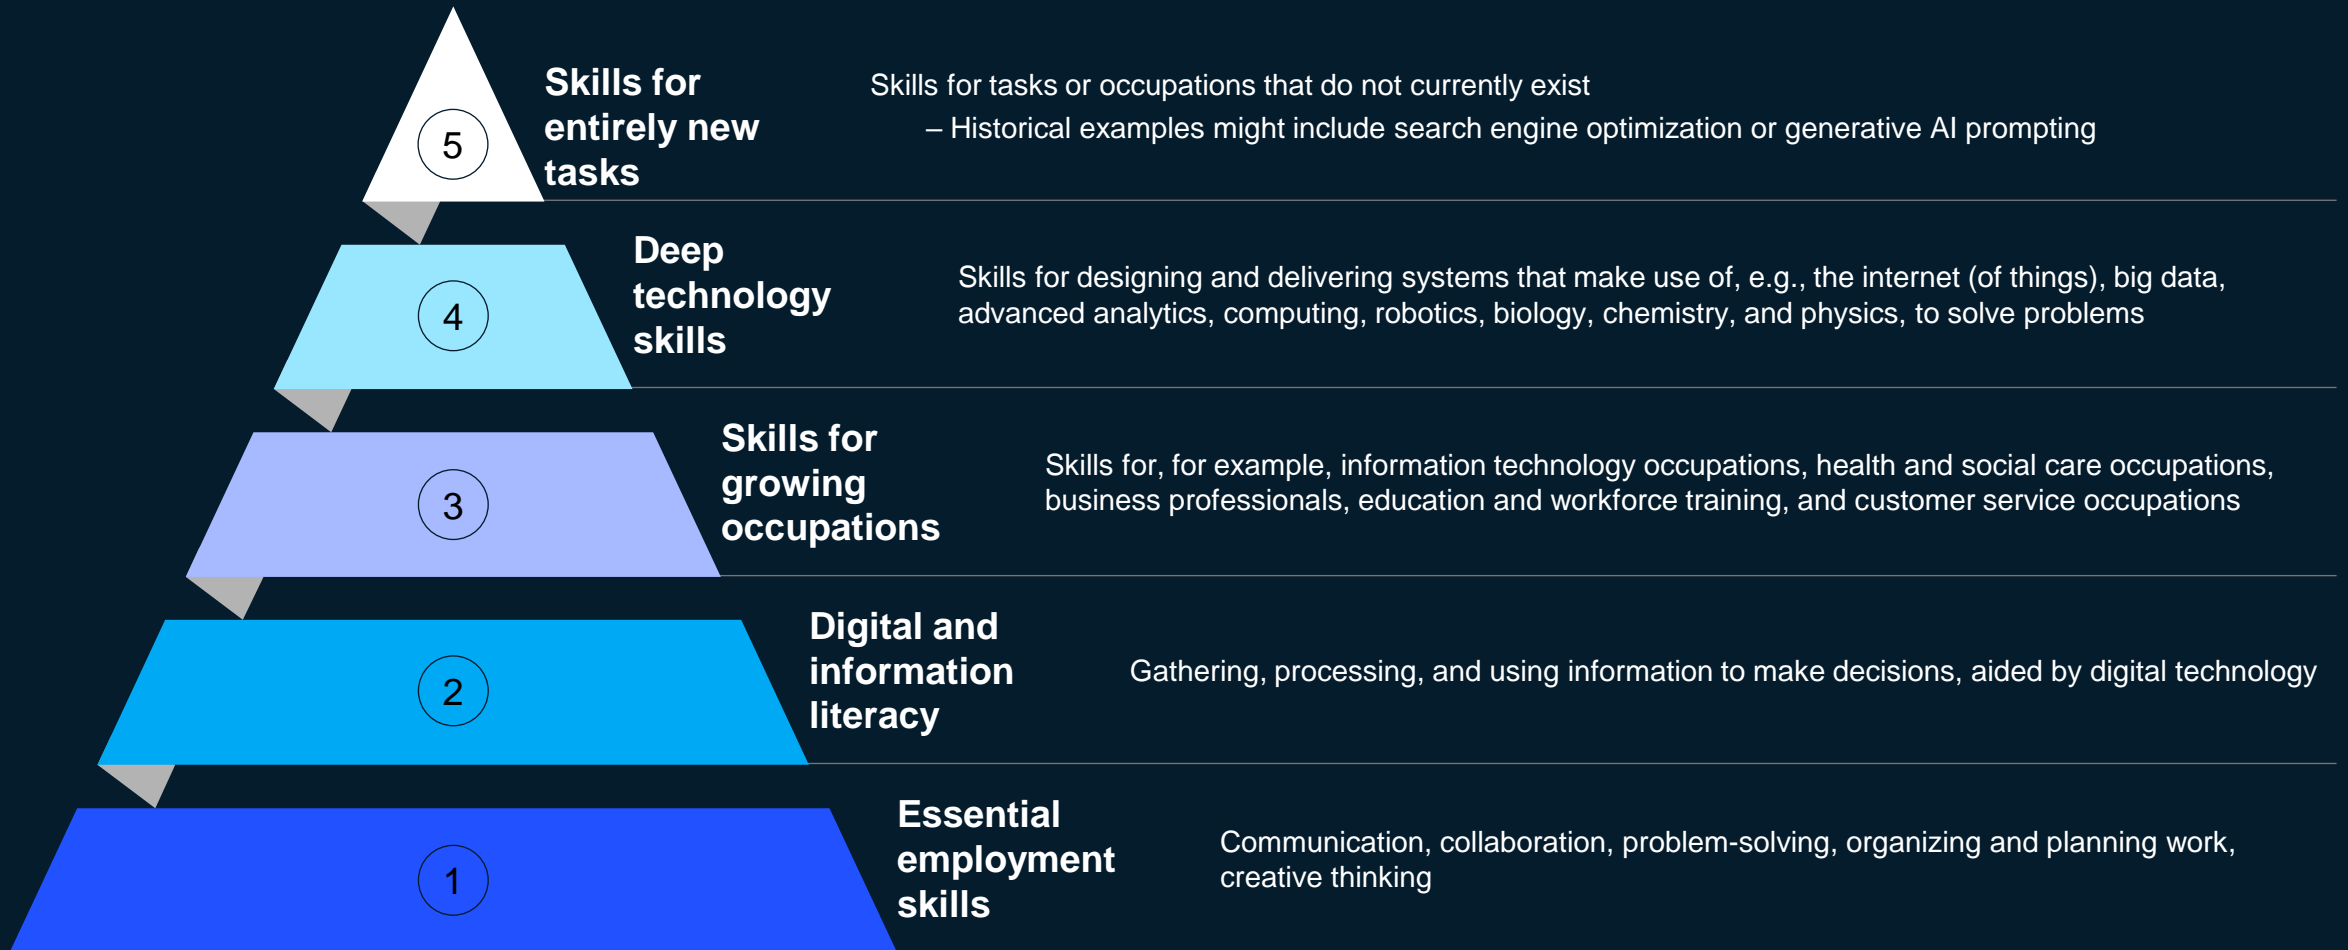 5
Skills for
entirely new
tasks
Skills for tasks or occupations that do not currently exist
– Historical examples might include search engine optimization or generative AI prompting
4
Deep
technology
skills
Skills for designing and delivering systems that make use of, e.g., the internet (of things), big data,
advanced analytics, computing, robotics, biology, chemistry, and physics, to solve problems
3
Skills for
growing
occupations
Skills for, for example, information technology occupations, health and social care occupations,
business professionals, education and workforce training, and customer service occupations
2
Digital and
information
literacy
Gathering, processing, and using information to make decisions, aided by digital technology
1
Essential
employment
skills
Communication, collaboration, problem-solving, organizing and planning work,
creative thinking